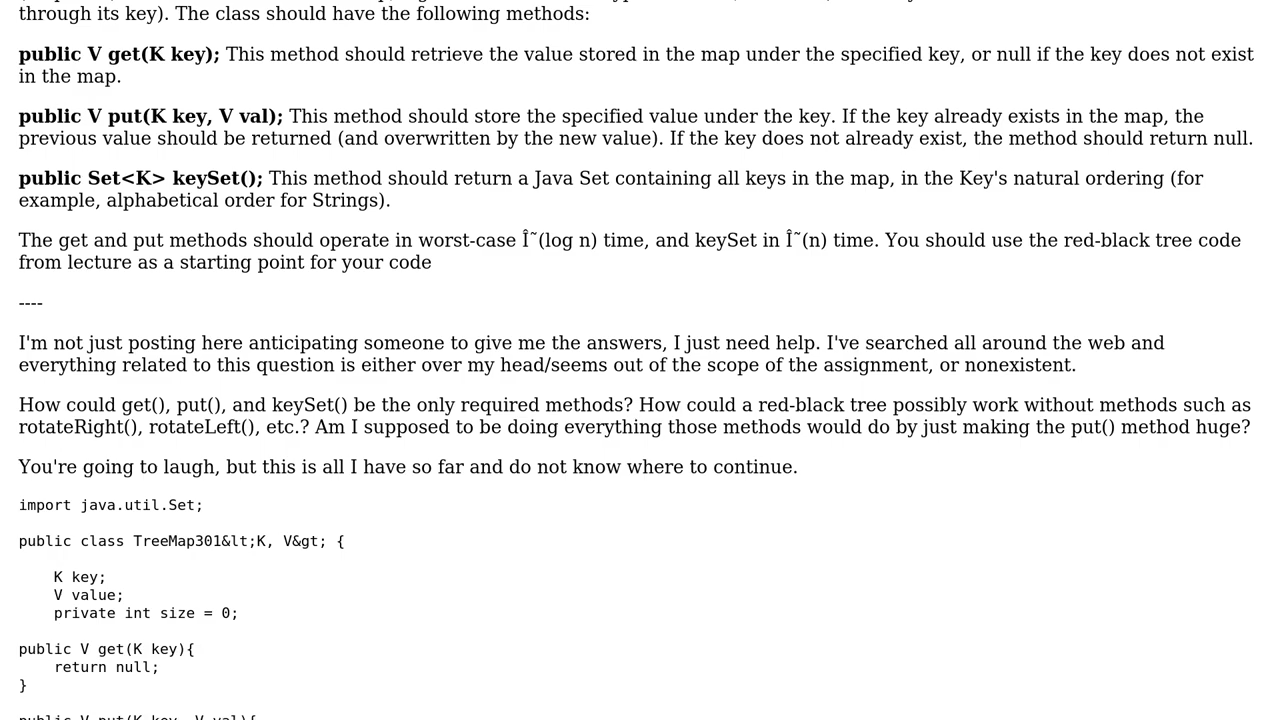 through its key). The class should have the following methods:
public V get(K key); This method should retrieve the value stored in the map under the specified key, or null if the key does not exist
in the map.
public V put(K key, V val); This method should store the specified value under the key. If the key already exists in the map, the
previous value should be returned (and overwritten by the new value). If the key does not already exist, the method should return null.
public Set<K> keySet(); This method should return a Java Set containing all keys in the map, in the Key's natural ordering (for
example, alphabetical order for Strings).
The get and put methods should operate in worst-case Î˜(log n) time, and keySet in Î˜(n) time. You should use the red-black tree code
from lecture as a starting point for your code
----
I'm not just posting here anticipating someone to give me the answers, I just need help. I've searched all around the web and
everything related to this question is either over my head/seems out of the scope of the assignment, or nonexistent.
How could get(), put(), and keySet() be the only required methods? How could a red-black tree possibly work without methods such as
rotateRight(), rotateLeft(), etc.? Am I supposed to be doing everything those methods would do by just making the put() method huge?
You're going to laugh, but this is all I have so far and do not know where to continue.
import java.util.Set;
public class TreeMap301&lt;K, V&gt; {
K key;
V value;
private int size = 0;
public V get(K key){
return null;
}
public V put(K key, V val){